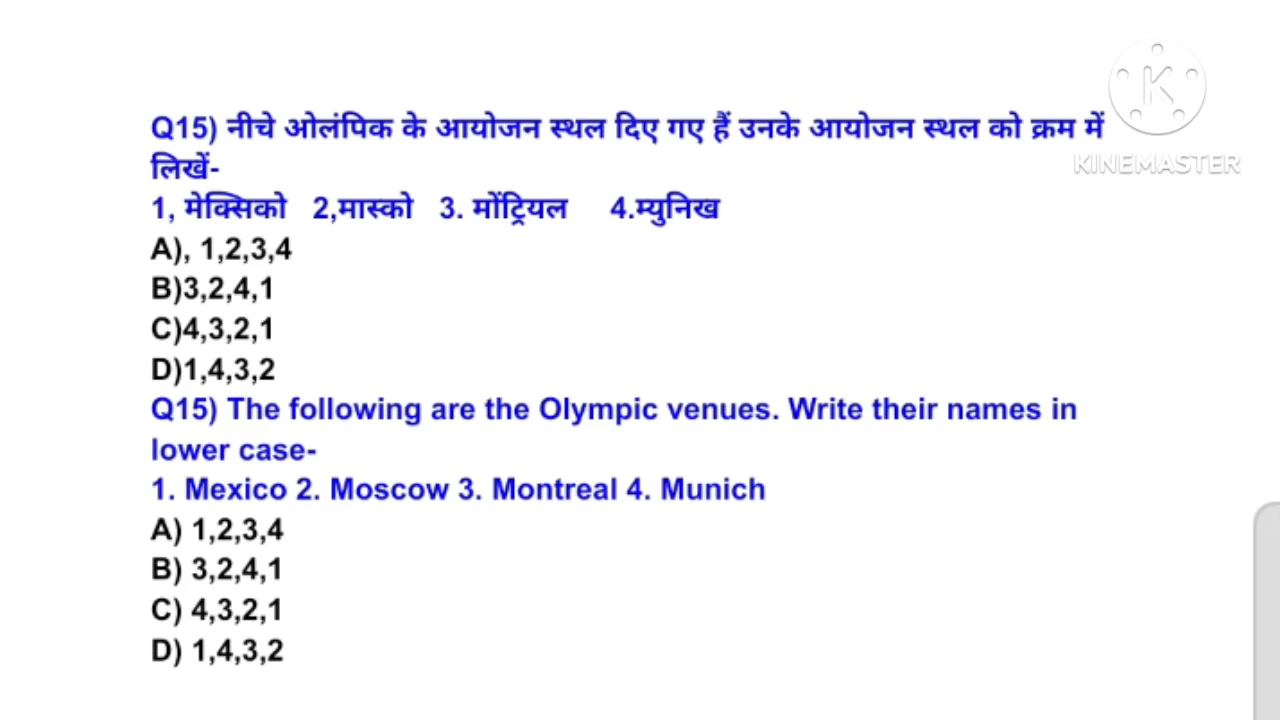 Q15) नीचे ओलंपिक के आयोजन स्थल दिए गए हैं उनके आयोजन स्थल को क्रम में
लिखें-
1, मेक्सिको 2,मास्को 3. मोंट्रियल 4.म्युनिख
A), 1,2,3,4
B)3,2,4,1
C)4,3,2,1
D)1,4,3,2
Q15) The following are the Olympic venues. Write their names in
lower case-
1. Mexico 2. Moscow 3. Montreal 4. Munich
A) 1,2,3,4
B) 3,2,4,1
C) 4,3,2,1
D) 1,4,3,2
K
KINEMASTER